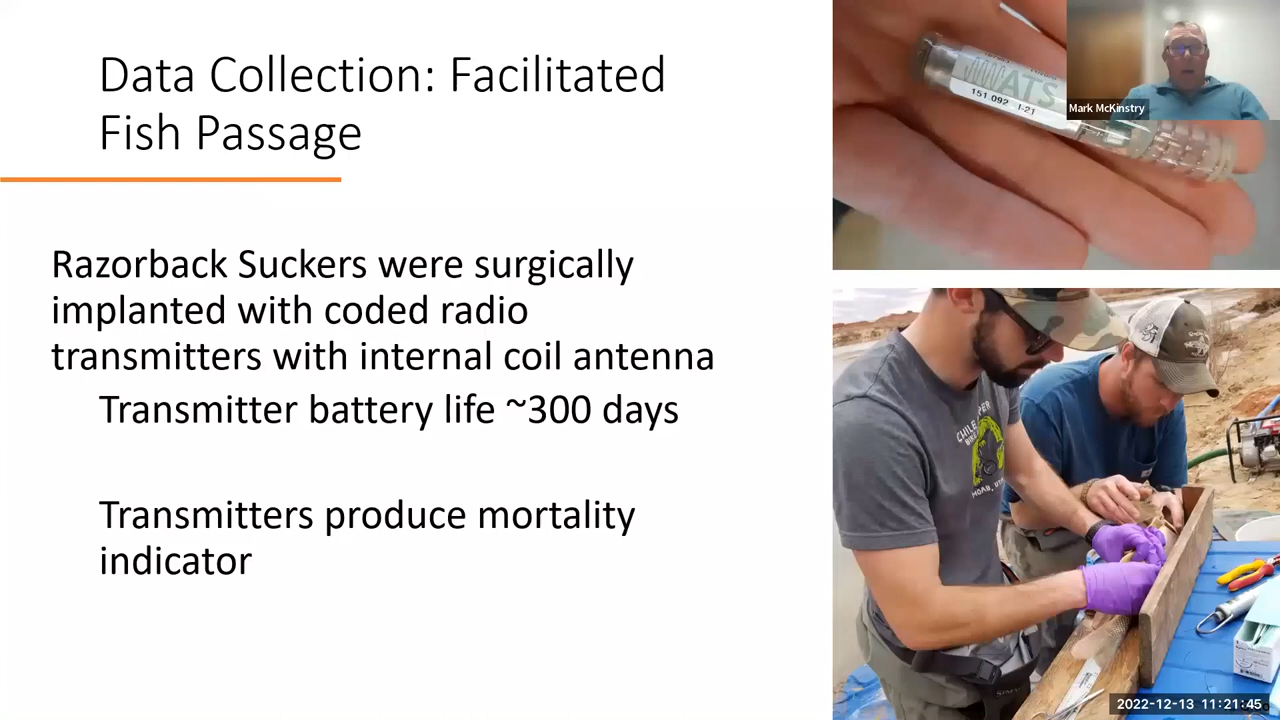 Data Collection: Facilitated
Fish Passage
Razorback Suckers were surgically
implanted with coded radio
transmitters with internal coil antenna
Transmitter battery life ~300 days
Transmitters produce mortality
indicator
ATS
151 092 I-21
Mark McKinstry
MOAB, UTAH
2022-12-13 11:21:45